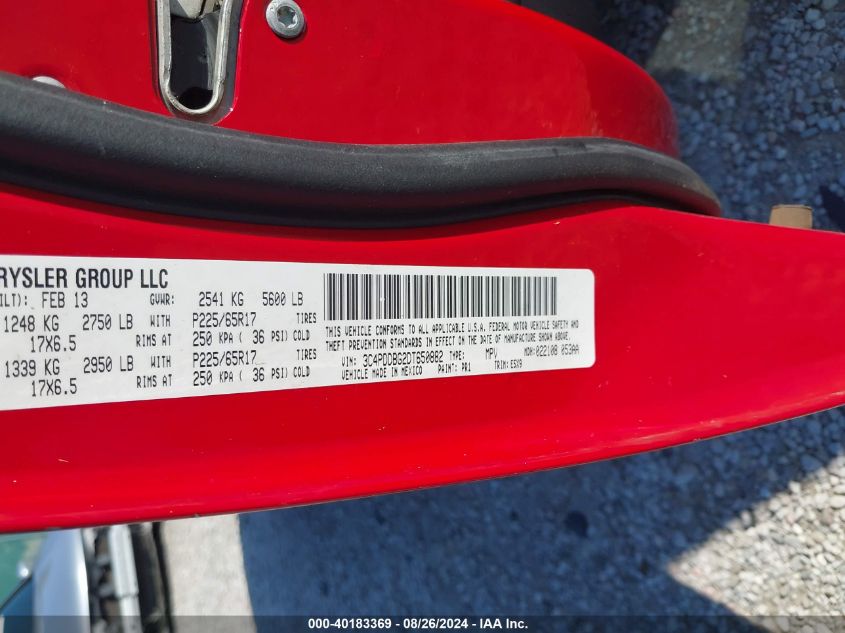 RYSLER GROUP LLC
ILT): FEB 13 GVWR: 2541 KG 5600 LB
1248 KG 2750 LB WITH P225/65R17 TIRES
17X6.5 RIMS AT 250 KPA ( 36 PSI) COLD
1339 KG 2950 LB WITH P225/65R17 TIRES
17X6.5 RIMS AT 250 KPA ( 36 PSI) COLD
THIS VEHICLE CONFORMS TO ALL APPLICABLE U.S.A. FEDERAL MOTOR VEHICLE SAFETY AND
THEFT PREVENTION STANDARDS IN EFFECT ON THE DATE OF MANUFACTURE SHOWN ABOVE.
VIN: 3C4PDDBG2DT650882 TYPE: MPV MDH: 022108 053AA
VEHICLE MADE IN MEXICO PAINT: PR1 TRIM: ESX9
000-40183369 | 08/26/2024 | IAA Inc.